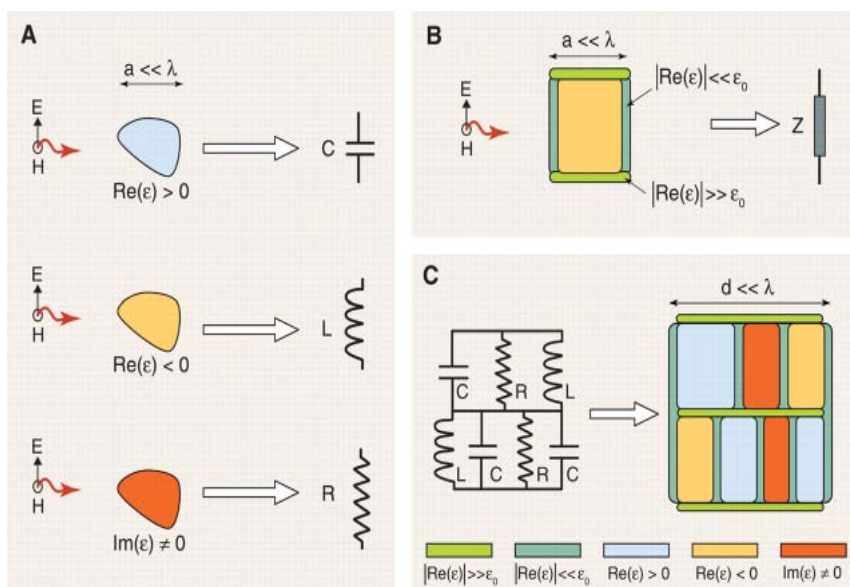 A
a << λ
E
H
Re(ε) > 0
C
E
H
Re(ε) < 0
L
E
H
Im(ε) ≠ 0
R
B
a << λ
E
H
|Re(ε)|<<ε₀
|Re(ε)|>>ε₀
Z
C
d << λ
C
R
L
L
C
R
C
|Re(ε)|>>ε₀ |Re(ε)|<<ε₀ Re(ε) > 0 Re(ε) < 0 Im(ε) ≠ 0